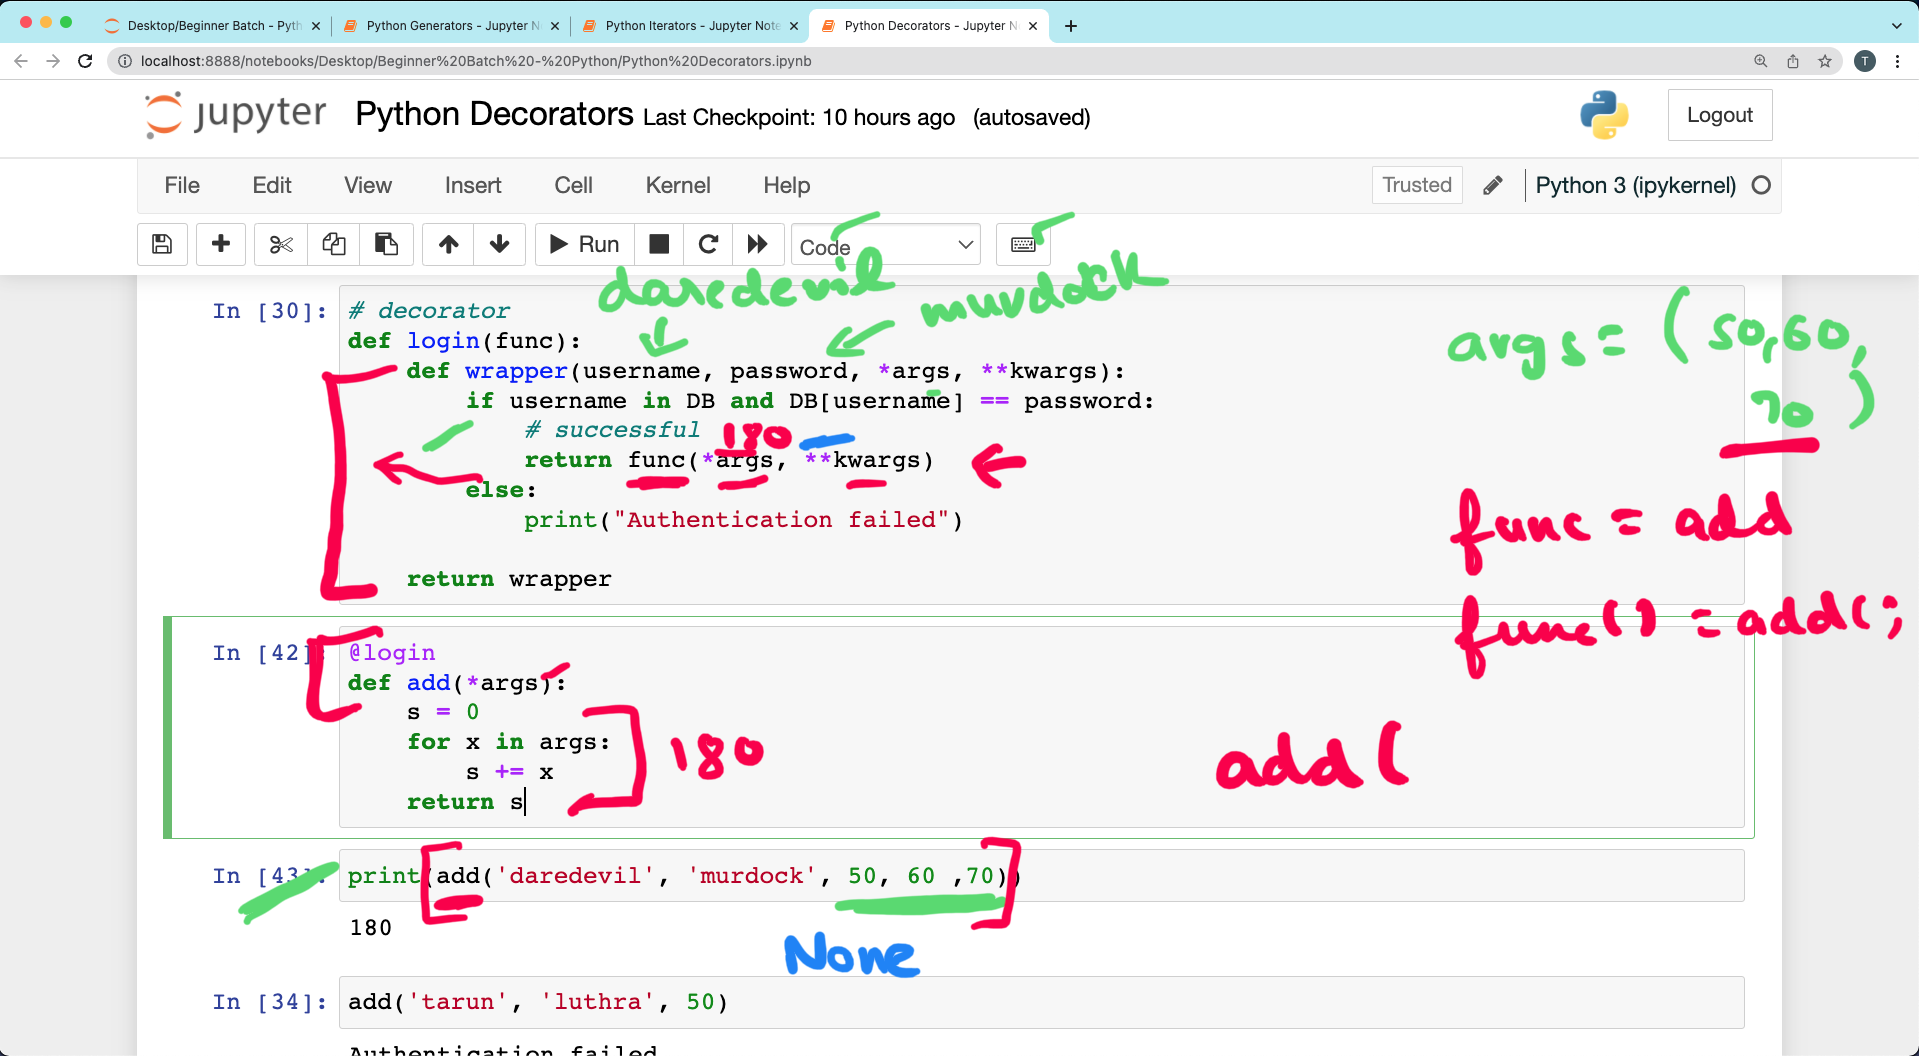 Desktop/Beginner Batch - Pyth
Python Generators - Jupyter N
Python Iterators - Jupyter Note
Python Decorators - Jupyter N
localhost:8888/notebooks/Desktop/Beginner%20Batch%20-%20Python/Python%20Decorators.ipynb
T
jupyter Python Decorators Last Checkpoint: 10 hours ago (autosaved)
Logout
File Edit View Insert Cell Kernel Help
Trusted Python 3 (ipykernel)
Run Code
daredevil murdock
In [30]: # decorator
def login(func):
def wrapper(username, password, *args, **kwargs):
if username in DB and DB[username] == password:
# successful 180
return func(*args, **kwargs)
else:
print("Authentication failed")
return wrapper
args = (50,60,
70)
func = add
func() = add(;
In [42]: @login
def add(*args):
s = 0
for x in args:
s += x
return s
180
add(
In [43]: print(add('daredevil', 'murdock', 50, 60 ,70))
180
None
In [34]: add('tarun', 'luthra', 50)
Authentication failed